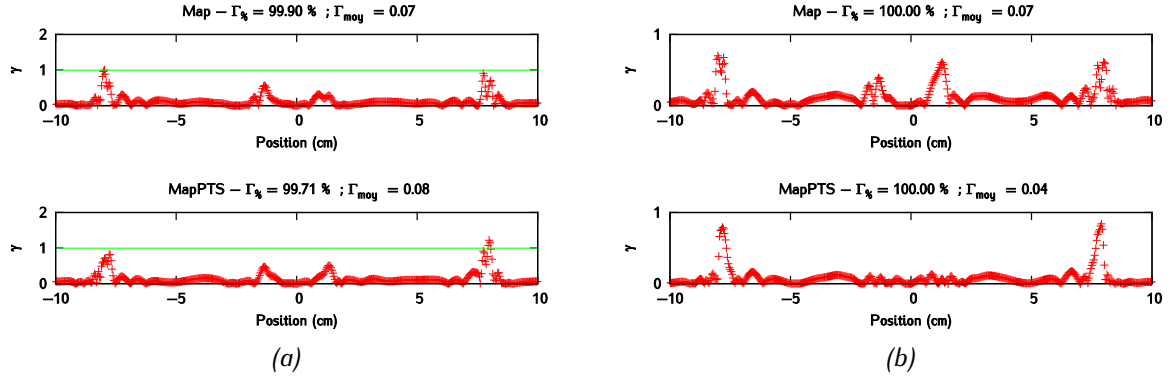 Map – Γ% = 99.90 % ; Γmoy = 0.07
2
1
0
γ
−10
−5
0
5
10
Position (cm)
MapPTS – Γ% = 99.71 % ; Γmoy = 0.08
2
1
0
γ
−10
−5
0
5
10
Position (cm)
(a)
Map – Γ% = 100.00 % ; Γmoy = 0.07
1
0
γ
−10
−5
0
5
10
Position (cm)
MapPTS – Γ% = 100.00 % ; Γmoy = 0.04
1
0
γ
−10
−5
0
5
10
Position (cm)
(b)